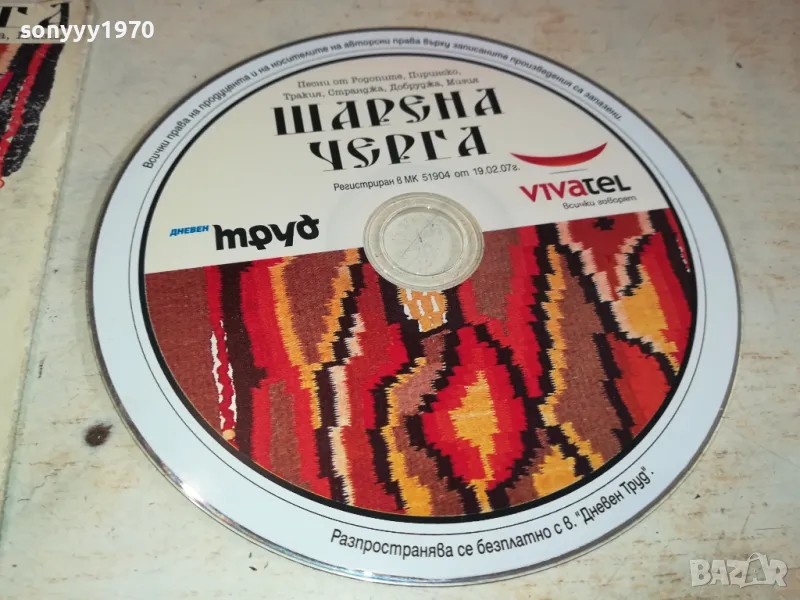 sonyyy1970
Всички права на продуцента и на носителите на авторски права върху записаните произведения са запазени.
Песни от Родопите, Пиринско,
Тракия, Странджа, Добруджа, Мизия
ШАРЕНА
ЧЕРГА
Регистриран в МК 51904 от 19.02.07г.
VIVATEL
всички говорят
ДНЕВЕН
труд
Разпространява се безплатно с в. "Дневен Труд".
BAZAR